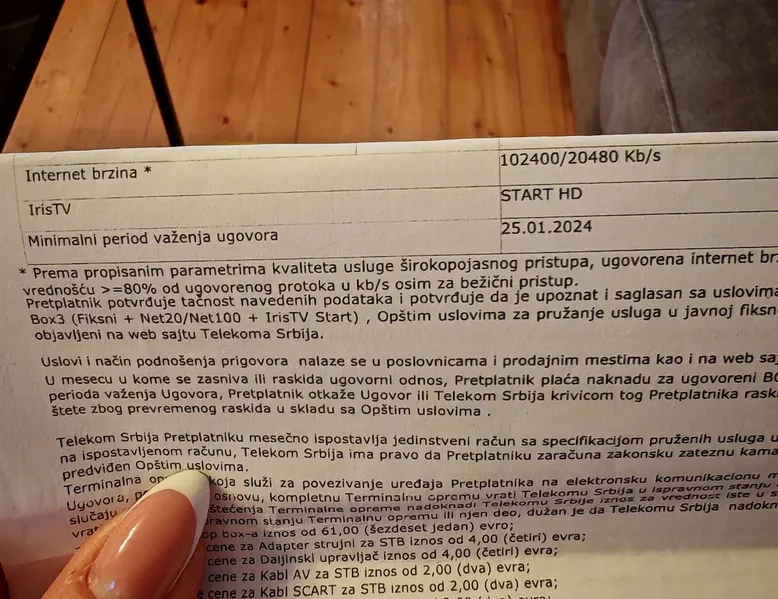 Internet brzina * 102400/20480 Kb/s
IrisTV START HD
Minimalni period važenja ugovora 25.01.2024
* Prema propisanim parametrima kvaliteta usluge širokopojasnog pristupa, ugovorena internet
vrednošću >=80% od ugovorenog protoka u kb/s osim za bežični pristup.
Pretplatnik potvrđuje tačnost navedenih podataka i potvrđuje da je upoznat i saglasan sa uslovima
Box3 (Fiksni + Net20/Net100 + IrisTV Start) , Opštim uslovima za pružanje usluga u javnoj
objavljeni na web sajtu Telekoma Srbija.
Uslovi i način podnošenja prigovora nalaze se u poslovnicama i prodajnim mestima kao i na web
U mesecu u kome se zasniva ili raskida ugovorni odnos, Pretplatnik plaća naknadu za ugovoreni
perioda važenja Ugovora, Pretplatnik otkaže Ugovor ili Telekom Srbija krivicom tog Pretplatnika
štete zbog prevremenog raskida u skladu sa Opštim uslovima .
Telekom Srbija Pretplatniku mesečno ispostavlja jedinstveni račun sa specifikacijom pruženih usluga
na ispostavljenom računu, Telekom Srbija ima pravo da Pretplatniku zaračuna zakonsku zateznu
predviđen Opštim uslovima.
Terminalna koja služi za povezivanje uređaja Pretplatnika na elektronsku komunikacionu
Ugovora, osnovu, kompletnu Terminalnu opremu vrati Telekomu Srbija u ispravnom stanju
slučaju Terminalne opreme nadoknadi Telekomu Srbija iznos za vrednost iste u
stanju Terminalnu opremu ili njen deo, dužan je da Telekomu Srbija
box-a iznos od 61,00 (šezdeset jedan) evro;
cene za Adapter strujni za STB iznos od 4,00 (četiri) evra;
cene za Daljinski upravljač iznos od 4,00 (četiri) evra;
cene za Kabl AV za STB iznos od 2,00 (dva) evra;
cene za Kabl SCART za STB iznos od 2,00 (dva) evra;